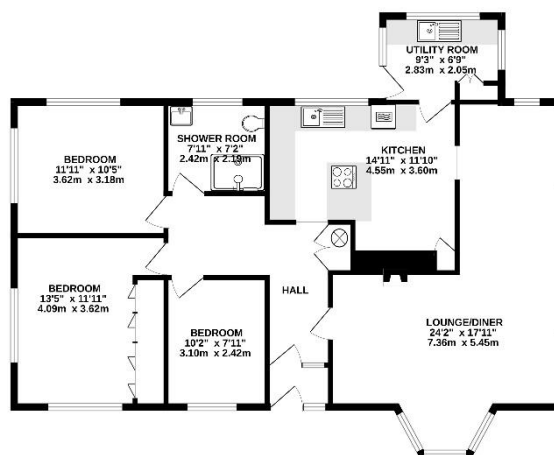 UTILITY ROOM
9'3" x 6'9"
2.83m x 2.05m
SHOWER ROOM
7'11" x 7'2"
2.42m x 2.19m
KITCHEN
14'11" x 11'10"
4.55m x 3.60m
BEDROOM
11'11" x 10'5"
3.62m x 3.18m
BEDROOM
13'5" x 11'11"
4.09m x 3.62m
HALL
BEDROOM
10'2" x 7'11"
3.10m x 2.42m
LOUNGE/DINER
24'2" x 17'11"
7.36m x 5.45m